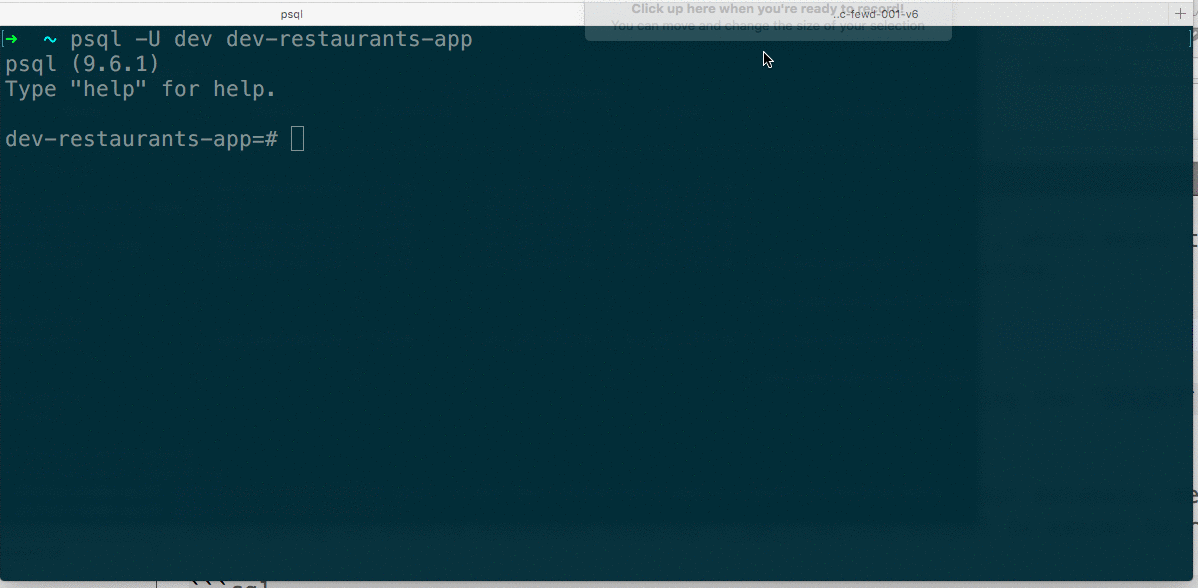 psql
..c-fewd-001-v6
+
Click up here when you're ready to record!
You can move and change the size of your selection
➜ ~ psql -U dev dev-restaurants-app
psql (9.6.1)
Type "help" for help.
dev-restaurants-app=#